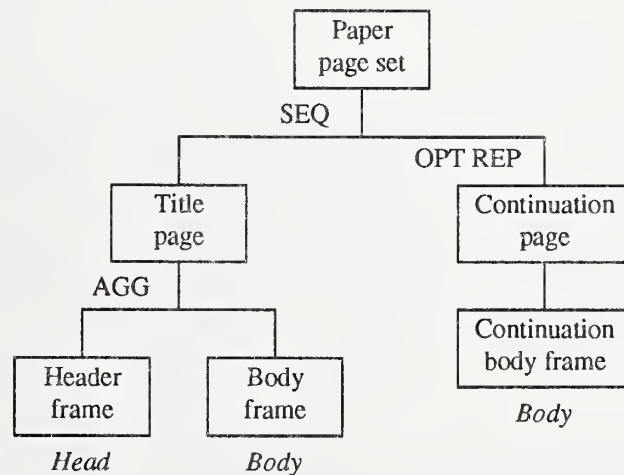 Paper
page set
SEQ
OPT REP
Title
page
Continuation
page
AGG
Header
frame
Body
frame
Continuation
body frame
Head
Body
Body